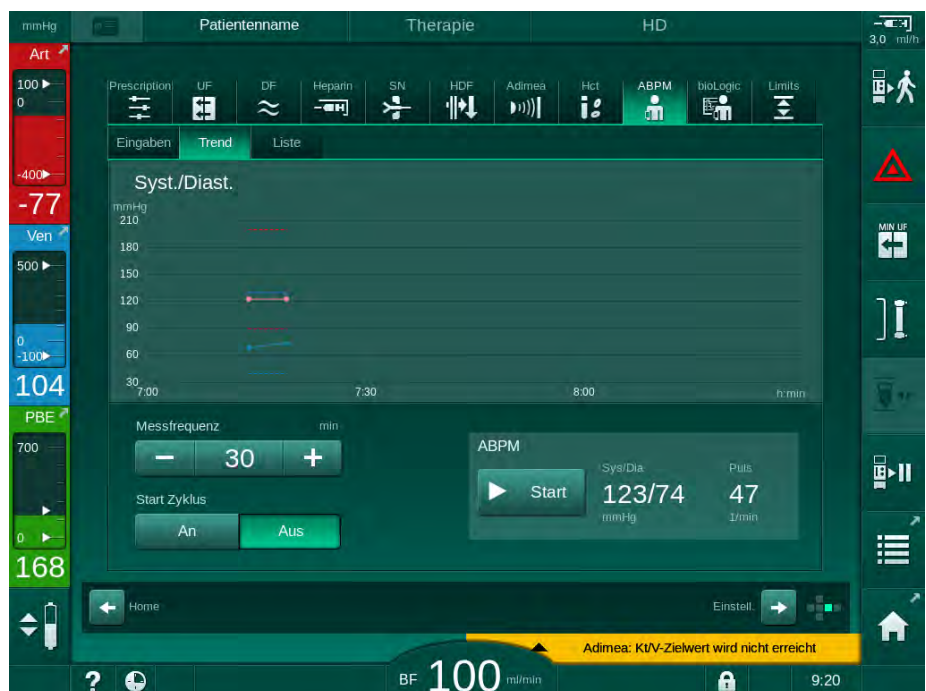 mmHg Patientenname Therapie HD 3,0 ml/h
Art
100
0
-400
-77
Ven
500
0
-100
104
PBE
700
0
168
Prescription UF DF Heparin SN HDF Adimea Hct ABPM bioLogic Limits
Eingaben Trend Liste
Syst./Diast.
mmHg
210
180
150
120
90
60
30
7:00 7:30 8:00 h:min
Messfrequenz min
− 30 +
Start Zyklus
An Aus
ABPM
Start
Sys/Dia Puls
123/74 47
mmHg 1/min
MIN UF
Home Einstell.
Adimea: Kt/V-Zielwert wird nicht erreicht
? BF 100 ml/min 9:20